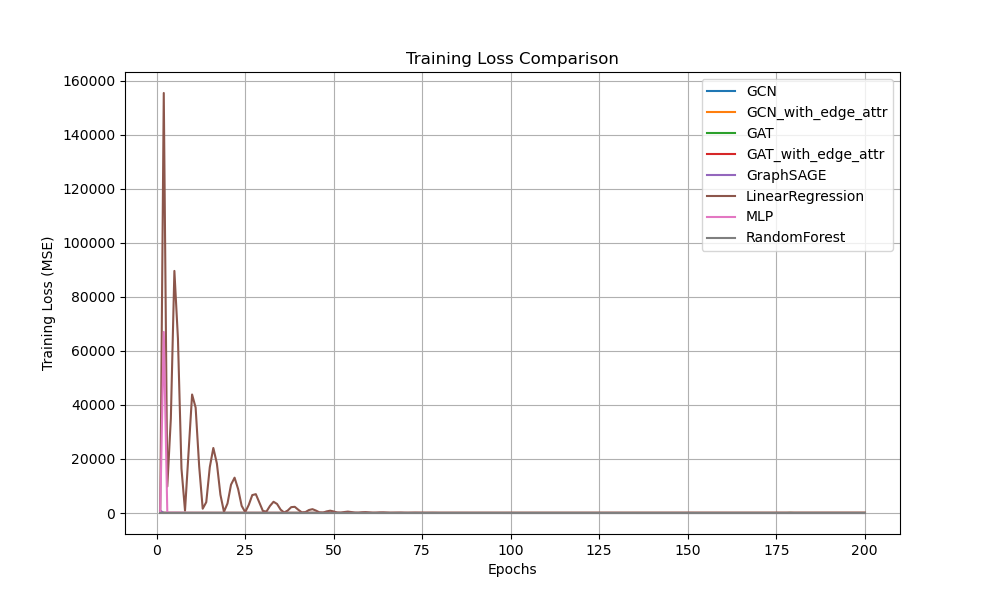 Training Loss Comparison
Training Loss (MSE)
160000
140000
120000
100000
80000
60000
40000
20000
0
GCN
GCN_with_edge_attr
GAT
GAT_with_edge_attr
GraphSAGE
LinearRegression
MLP
RandomForest
0 25 50 75 100 125 150 175 200
Epochs